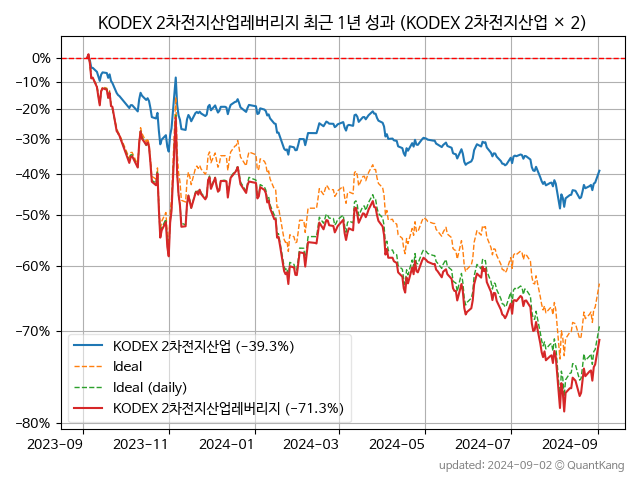 KODEX 2차전지산업레버리지 최근 1년 성과 (KODEX 2차전지산업 × 2)
0%
−10%
−20%
−30%
−40%
−50%
−60%
−70%
−80%
KODEX 2차전지산업 (−39.3%)
Ideal
Ideal (daily)
KODEX 2차전지산업레버리지 (−71.3%)
2023-09
2023-11
2024-01
2024-03
2024-05
2024-07
2024-09
updated: 2024-09-02 © QuantKang